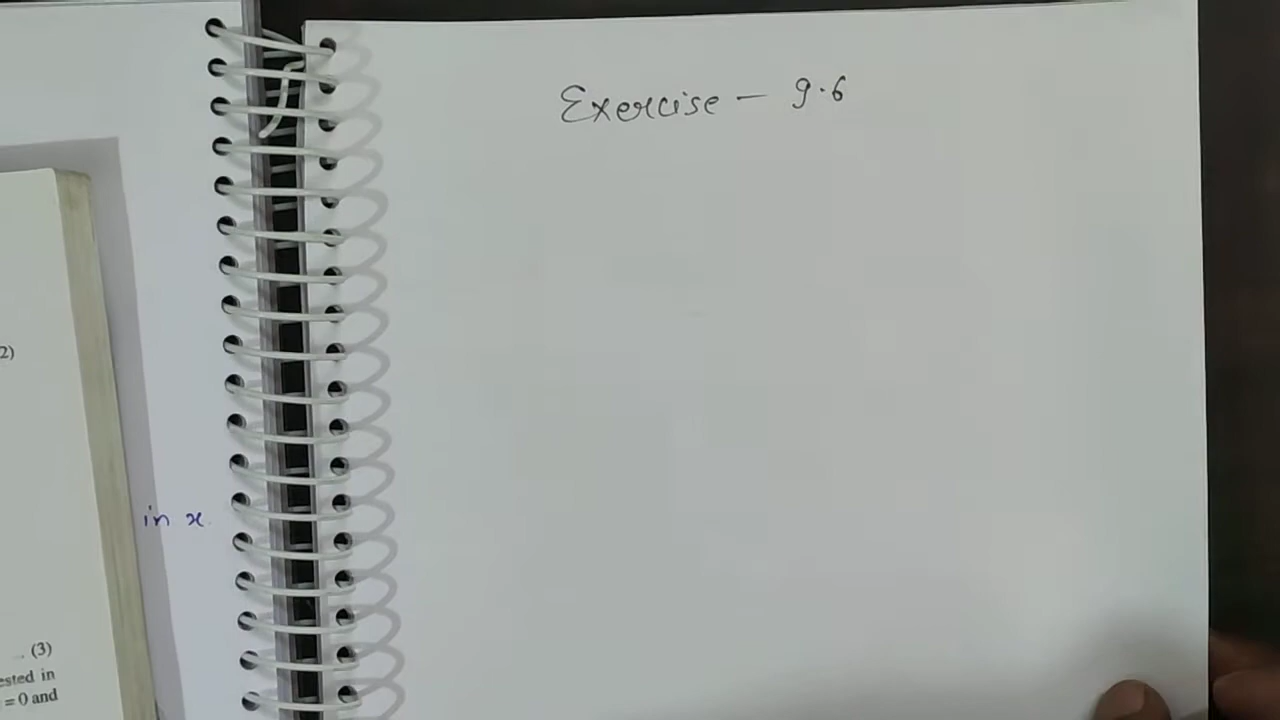 Exercise - 9.6
2)
in x.
... (3)
ested in
= 0 and